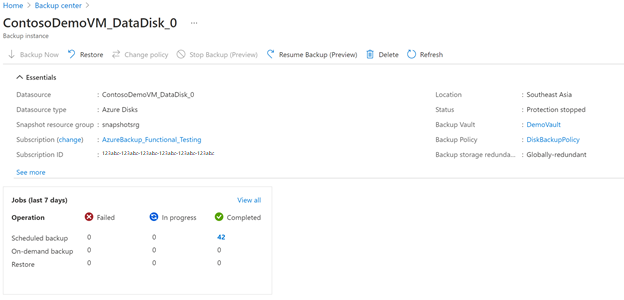 Home > Backup center >
ContosoDemoVM_DataDisk_0 ...
Backup instance
Backup Now Restore Change policy Stop Backup (Preview) Resume Backup (Preview) Delete Refresh
Essentials
Datasource : ContosoDemoVM_DataDisk_0 Location : Southeast Asia
Datasource type : Azure Disks Status : Protection stopped
Snapshot resource group : snapshotsrg Backup Vault : DemoVault
Subscription (change) : AzureBackup_Functional_Testing Backup Policy : DiskBackupPolicy
Subscription ID : 123abc-123abc-123abc-123abc-123abc-123abc Backup storage redunda... : Globally-redundant
See more
Jobs (last 7 days) View all
Operation Failed In progress Completed
Scheduled backup 0 0 42
On-demand backup 0 0 0
Restore 0 0 0